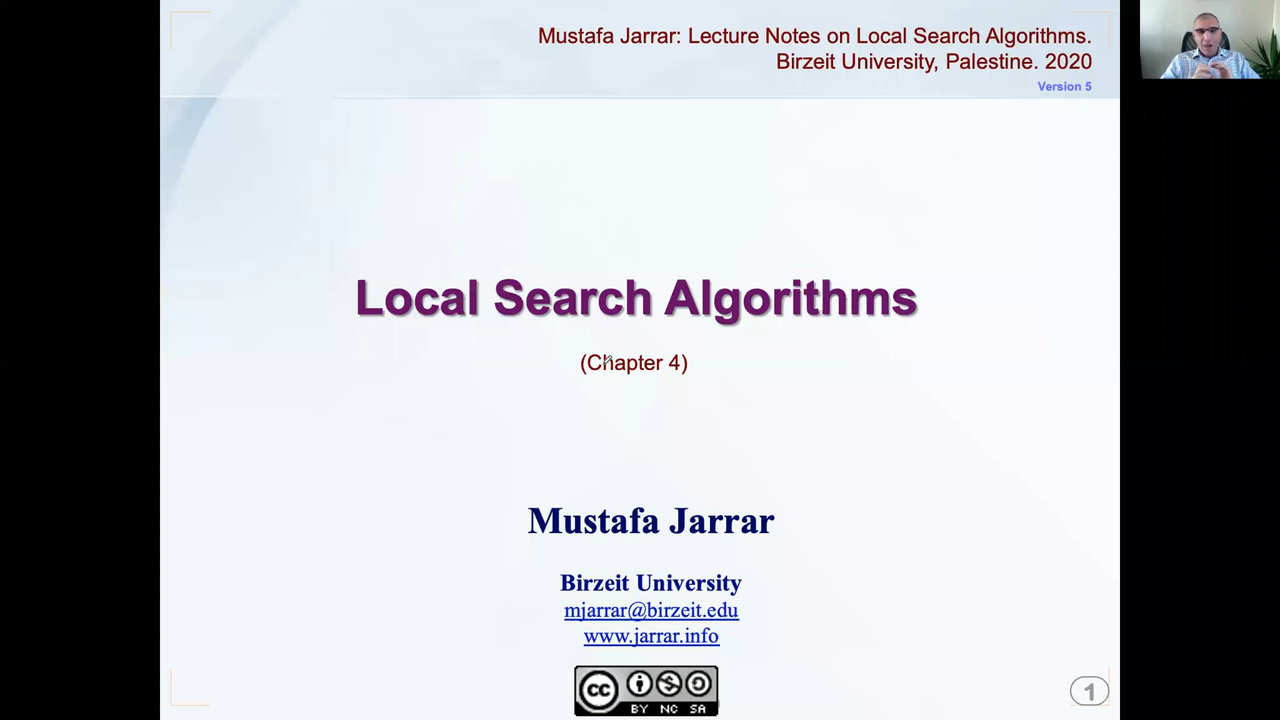 Mustafa Jarrar: Lecture Notes on Local Search Algorithms.
Birzeit University, Palestine. 2020
Version 5
Local Search Algorithms
(Chapter 4)
Mustafa Jarrar
Birzeit University
mjarrar@birzeit.edu
www.jarrar.info
cc
BY NC SA
1